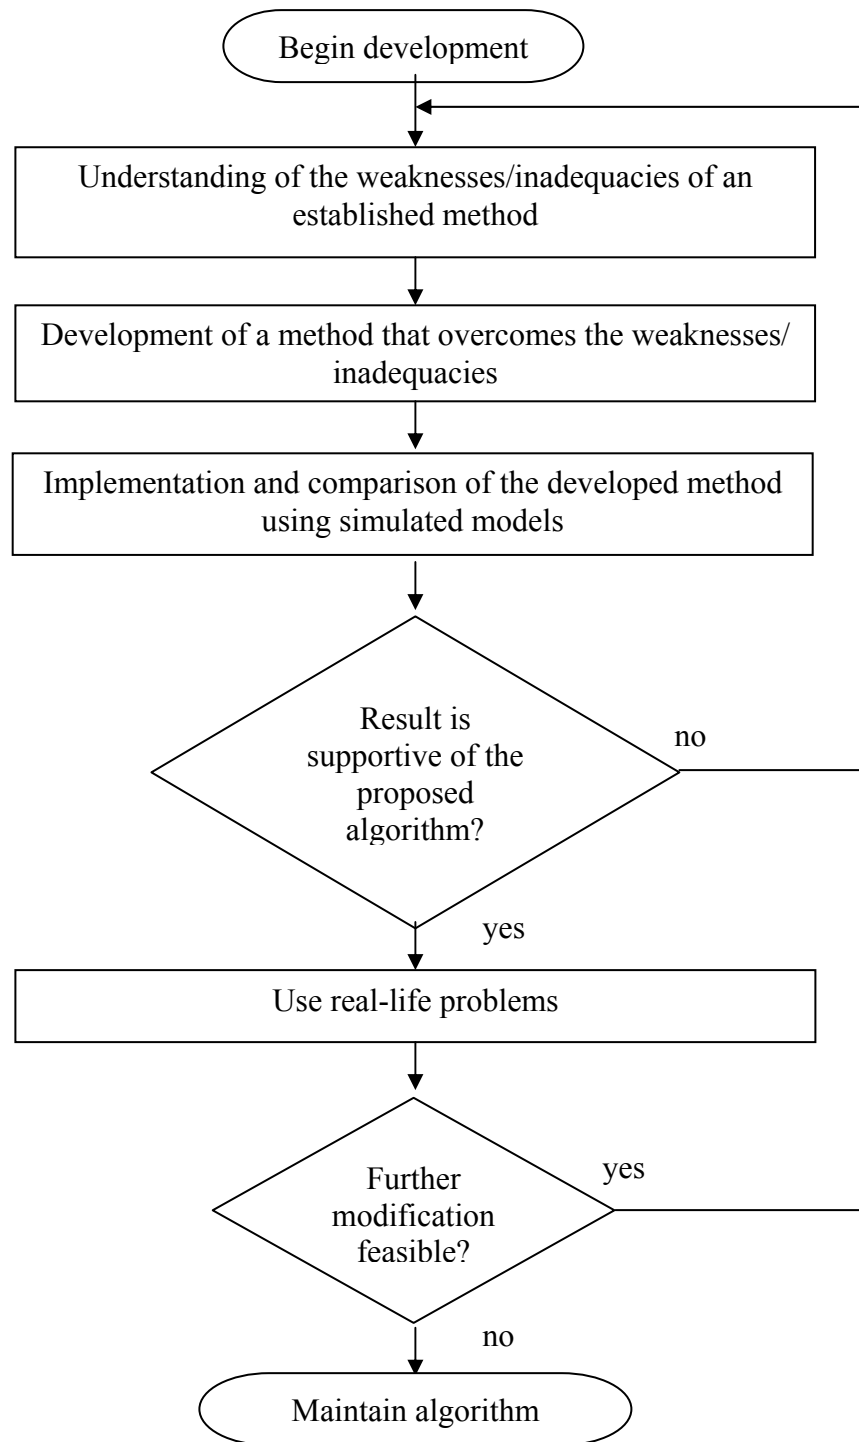 Begin development
Understanding of the weaknesses/inadequacies of an
established method
Development of a method that overcomes the weaknesses/
inadequacies
Implementation and comparison of the developed method
using simulated models
Result is
supportive of the
proposed
algorithm?
no
yes
Use real-life problems
Further
modification
feasible?
yes
no
Maintain algorithm